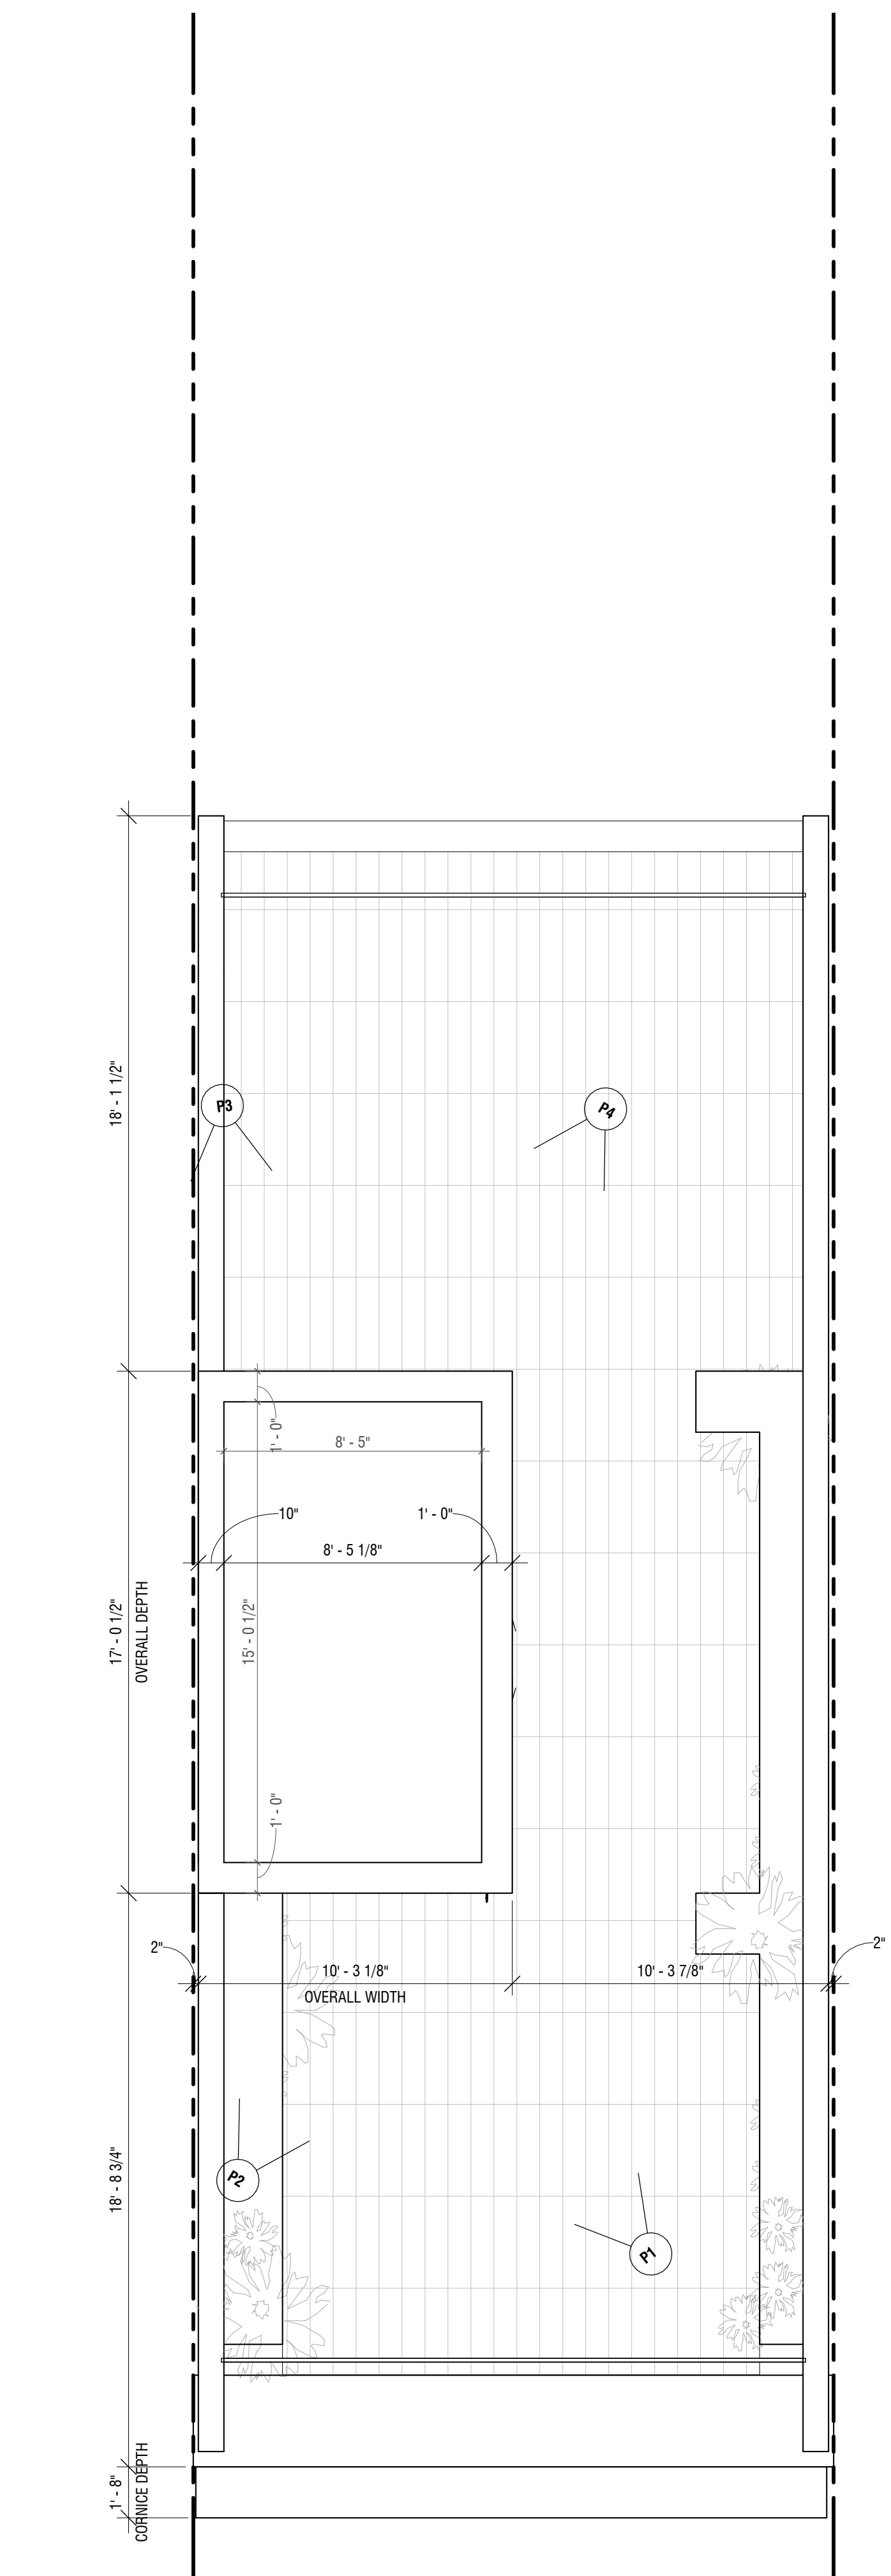 18' - 1 1/2"
P3
P4
1' - 0"
8' - 5"
10"
1' - 0"
8' - 5 1/8"
17' - 0 1/2"
OVERALL DEPTH
15' - 0 1/2"
1' - 0"
2"
10' - 3 1/8"
OVERALL WIDTH
10' - 3 7/8"
2"
18' - 8 3/4"
P2
P1
1' - 8"
CORNICE DEPTH